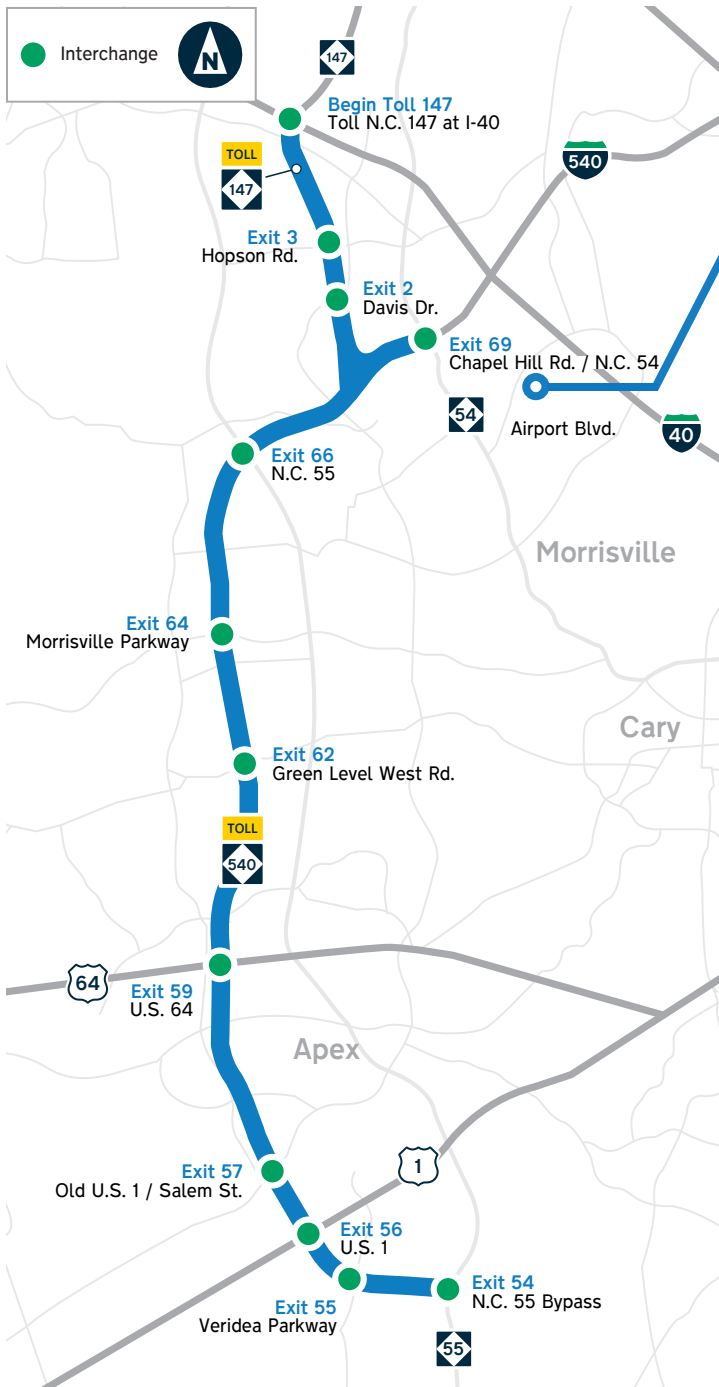 Interchange
N
147
Begin Toll 147
Toll N.C. 147 at I-40
TOLL
147
540
Exit 3
Hopson Rd.
Exit 2
Davis Dr.
Exit 69
Chapel Hill Rd. / N.C. 54
54
Airport Blvd.
40
Exit 66
N.C. 55
Morrisville
Exit 64
Morrisville Parkway
Cary
Exit 62
Green Level West Rd.
TOLL
540
64
Exit 59
U.S. 64
Apex
1
Exit 57
Old U.S. 1 / Salem St.
Exit 56
U.S. 1
Exit 55
Veridea Parkway
Exit 54
N.C. 55 Bypass
55